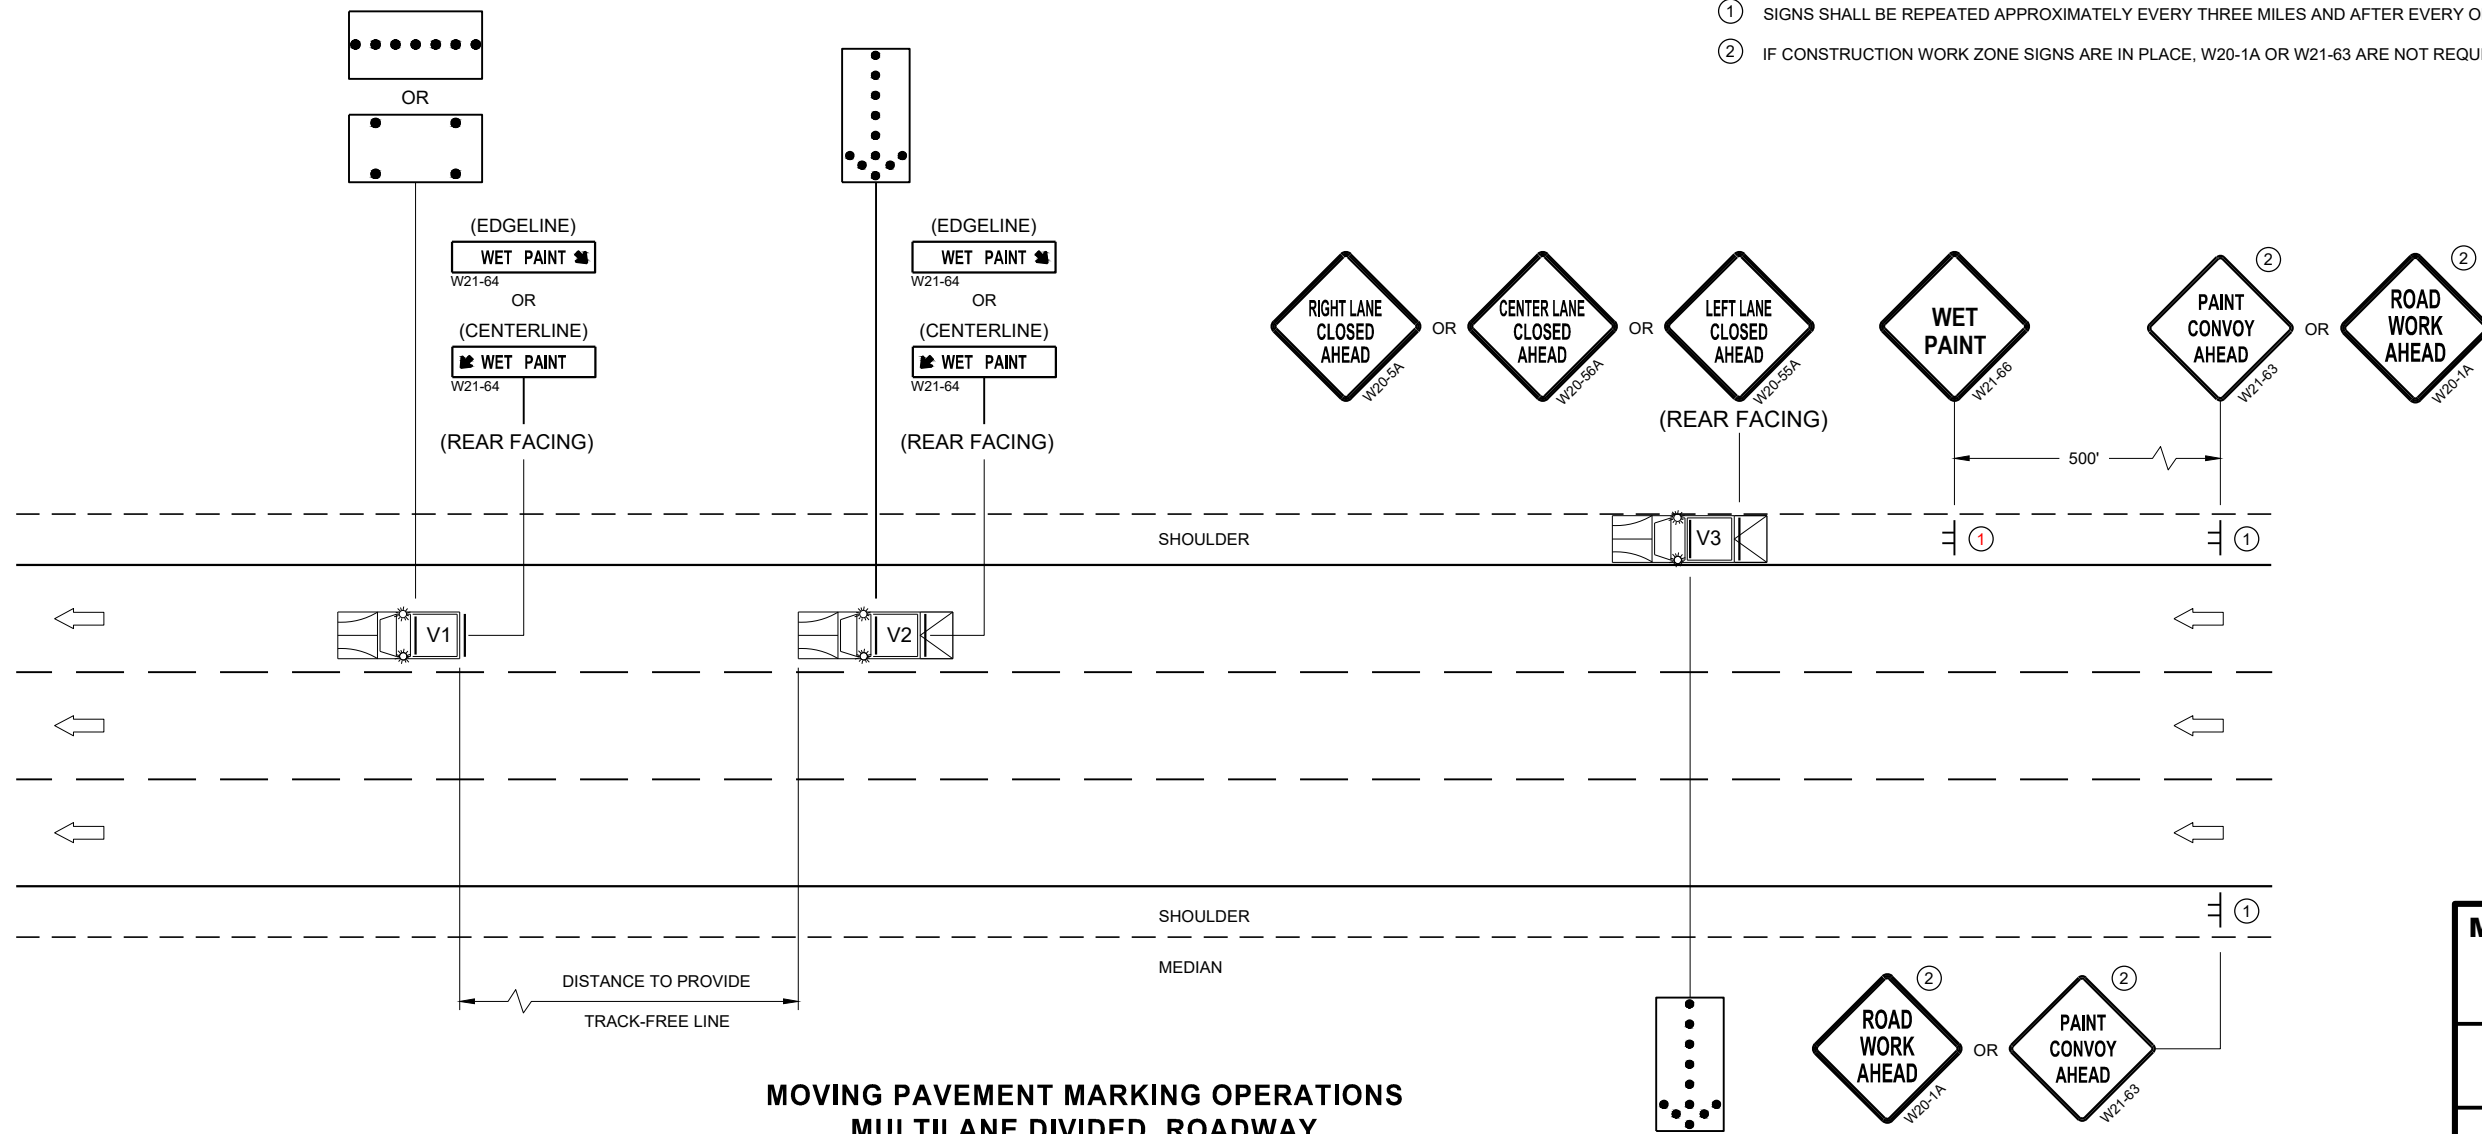 ① SIGNS SHALL BE REPEATED APPROXIMATELY EVERY THREE MILES AND AFTER EVERY
② IF CONSTRUCTION WORK ZONE SIGNS ARE IN PLACE, W20-1A OR W21-63 ARE NOT
OR
(EDGELINE)
WET PAINT
W21-64
OR
(CENTERLINE)
WET PAINT
W21-64
(REAR FACING)
(EDGELINE)
WET PAINT
W21-64
OR
(CENTERLINE)
WET PAINT
W21-64
(REAR FACING)
RIGHT LANE
CLOSED
AHEAD
W20-5A
OR
CENTER LANE
CLOSED
AHEAD
W20-56A
OR
LEFT LANE
CLOSED
AHEAD
W20-55A
(REAR FACING)
WET
PAINT
W21-66
②
PAINT
CONVOY
AHEAD
W21-63
OR
②
ROAD
WORK
AHEAD
W20-1A
500'
SHOULDER
V3
①
①
V1
V2
SHOULDER
①
MEDIAN
DISTANCE TO PROVIDE
TRACK-FREE LINE
②
ROAD
WORK
AHEAD
W20-1A
OR
②
PAINT
CONVOY
AHEAD
W21-63
MOVING PAVEMENT MARKING OPERATIONS
MULTILANE DIVIDED ROADWAY